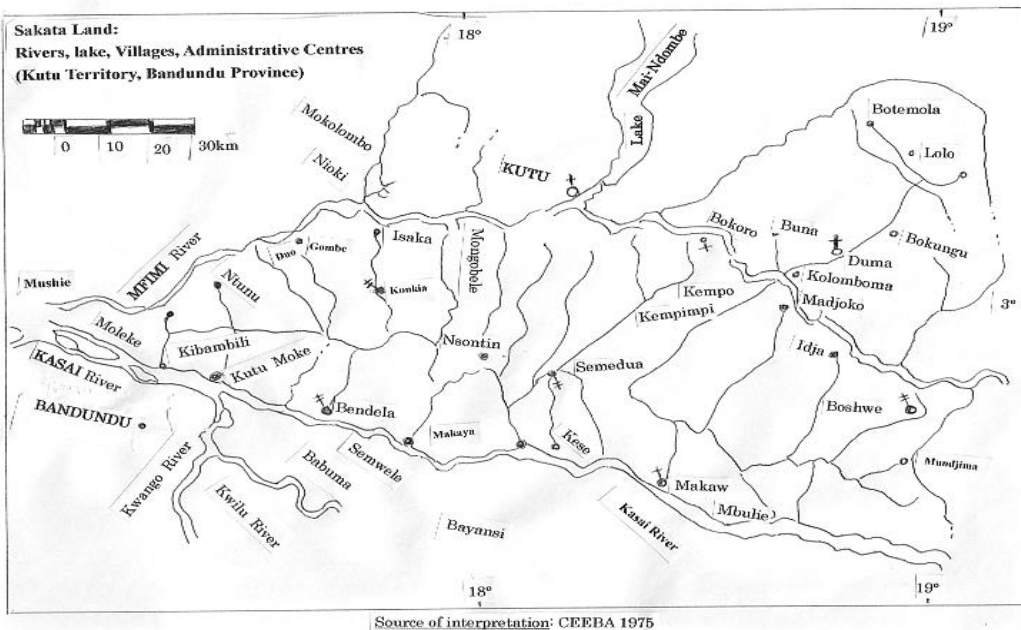 Sakata Land:
Rivers, lake, Villages, Administrative Centres
(Kutu Territory, Bandundu Province)
18°
19°
0 10 20 30km
Mokolombo
Nioki
KUTU
Lake Mai-Ndombe
Botemola
Lolo
MFIMI River
Duo
Gombe
Isaka
Mongobele
Bokoro
Buna
Duma
Bokungu
Mushie
Ntunu
Konkia
Kempo
Kempimpi
Kolomboma
Madjoko
3°
Moleke
Kibambili
Kutu Moke
Nsontin
Semedua
Idja
KASAI River
BANDUNDU
Bendela
Makaya
Boshwe
Kwango River
Kwilu River
Babuma
Semwele
Kese
Mundjima
Makaw
Mbulie
Bayansi
Kasai River
18°
19°
Source of interpretation: CEEBA 1975